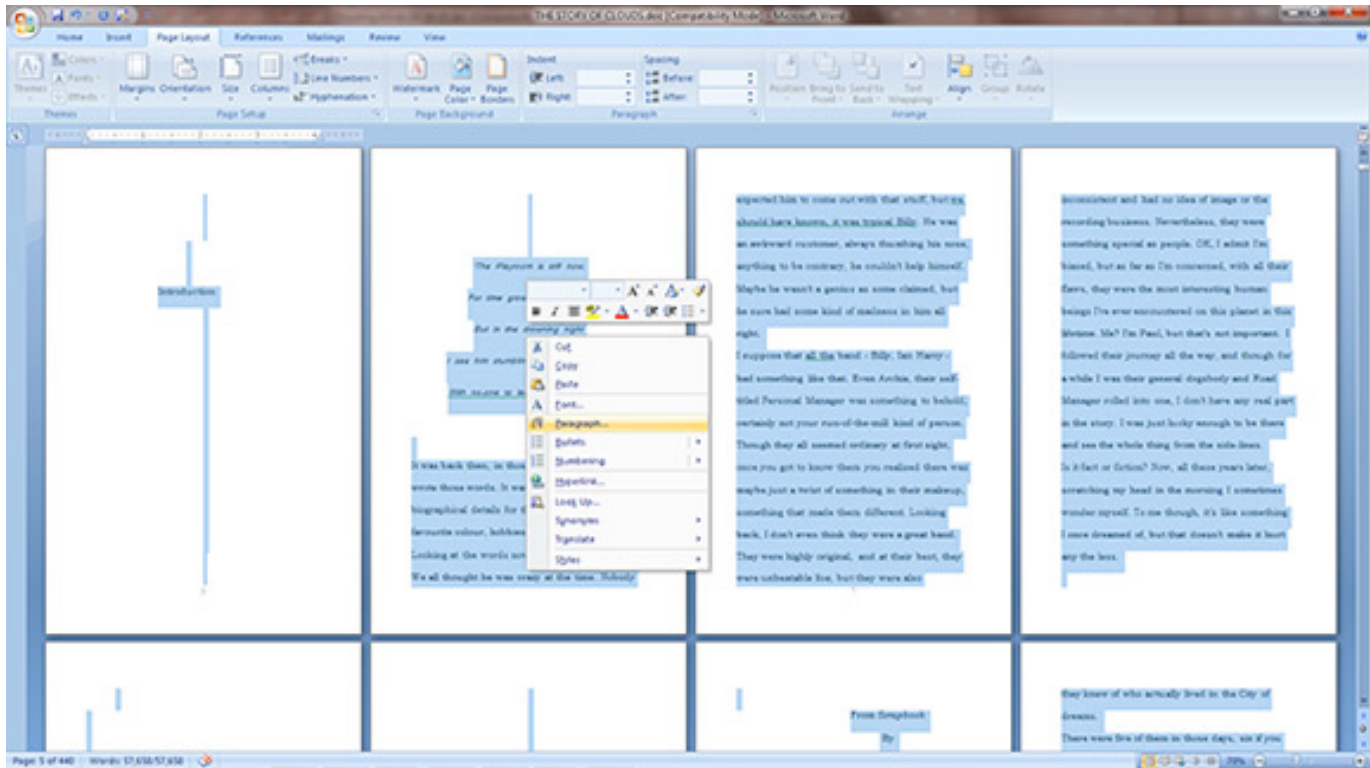 THE STORY OF CLOUDS.doc [Compatibility Mode] - Microsoft Word
Home Insert Page Layout References Mailings Review View
Themes
Colors
Fonts
Effects
Themes
Margins Orientation Size Columns
Breaks
Line Numbers
Hyphenation
Page Setup
Watermark Page Color Page Borders
Page Background
Indent
Left:
Right:
Spacing
Before:
After:
Paragraph
Position Bring to Front Send to Back Text Wrapping Align Group Rotate
Arrange
Introduction
The Playroom is still now,
For the
But in the morning night
I see him
It was back then, in
wrote those words. It was
biographical details for
favourite colour, hobbies
Looking at the words now
We all thought he was crazy at the time. Nobody
Cut
Copy
Paste
Font...
Paragraph...
Bullets
Numbering
Hyperlink...
Look Up...
Synonyms
Translate
Styles
expected him to come out with that stuff, but we
should have known, it was typical Billy. He was
an awkward customer, always thumbing his nose,
anything to be contrary, he couldn't help himself.
Maybe he wasn't a genius as some claimed, but
he sure had some kind of madness in him all
right.
I suppose that all the band - Billy, Ian, Harry -
had something like that. Even Archie, their self-
titled Personal Manager was something to behold,
certainly not your run-of-the-mill kind of person.
Though they all seemed ordinary at first sight,
once you got to know them you realised there was
maybe just a twist of something in their makeup,
something that made them different. Looking
back, I don't even think they were a great band.
They were highly original, and at their best, they
were unbeatable live, but they were also
inconsistent and had no idea of image or the
recording business. Nevertheless, they were
something special as people. OK, I admit I'm
biased, but as far as I'm concerned, with all their
flaws, they were the most interesting human
beings I've ever encountered on this planet in this
lifetime. Me? I'm Paul, but that's not important. I
followed their journey all the way, and though for
a while I was their general dogsbody and Road
Manager rolled into one, I don't have any real part
in the story. I was just lucky enough to be there
and see the whole thing from the side-lines.
Is it fact or fiction? Now, all these years later,
scratching my head in the morning I sometimes
wonder myself. To me though, it's like something
I once dreamed of, but that doesn't make it hurt
any the less.
From Scrapbook
By
they knew of who actually lived in the City of
dreams.
There were five of them in those days, six if you
Page: 5 of 440 Words: 57,658/57,658
70%